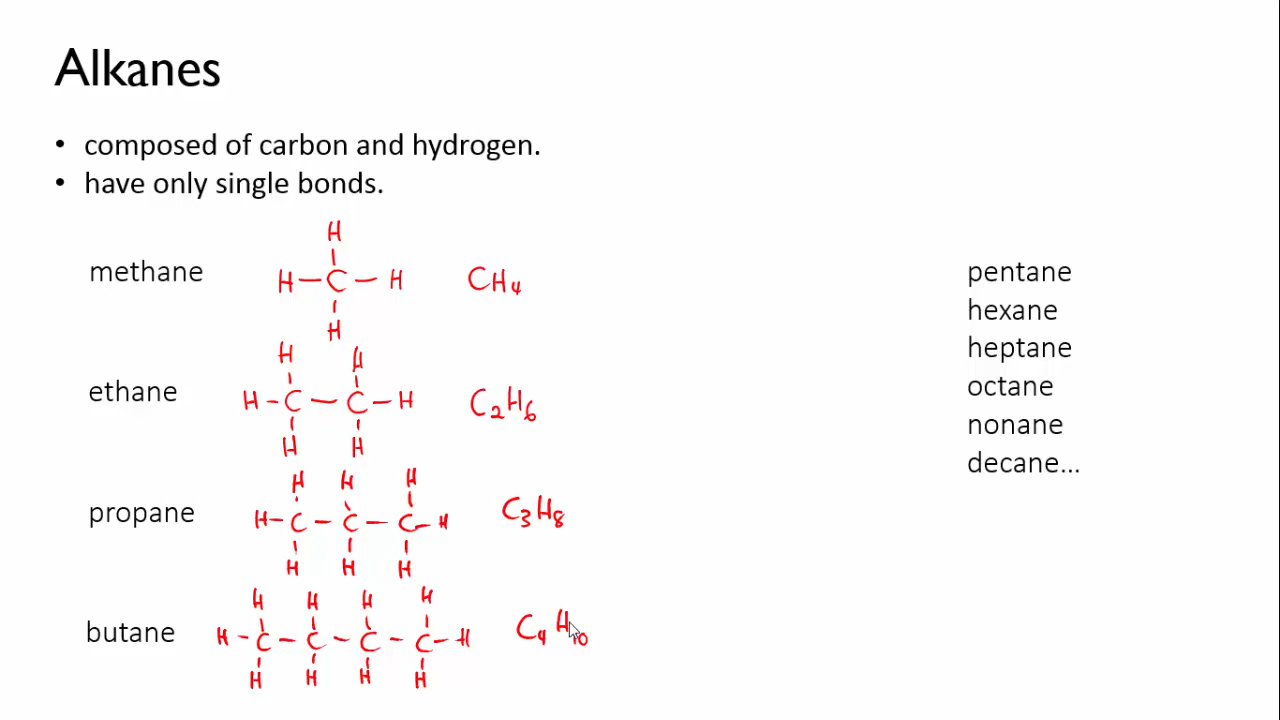 Alkanes
• composed of carbon and hydrogen.
• have only single bonds.
H
methane H – C – H CH₄
H
H H
ethane H – C – C – H C₂H₆
H H
H H H
propane H – C – C – C – H C₃H₈
H H H
H H H H
butane H – C – C – C – C – H C₄H₁₀
H H H H
pentane
hexane
heptane
octane
nonane
decane...